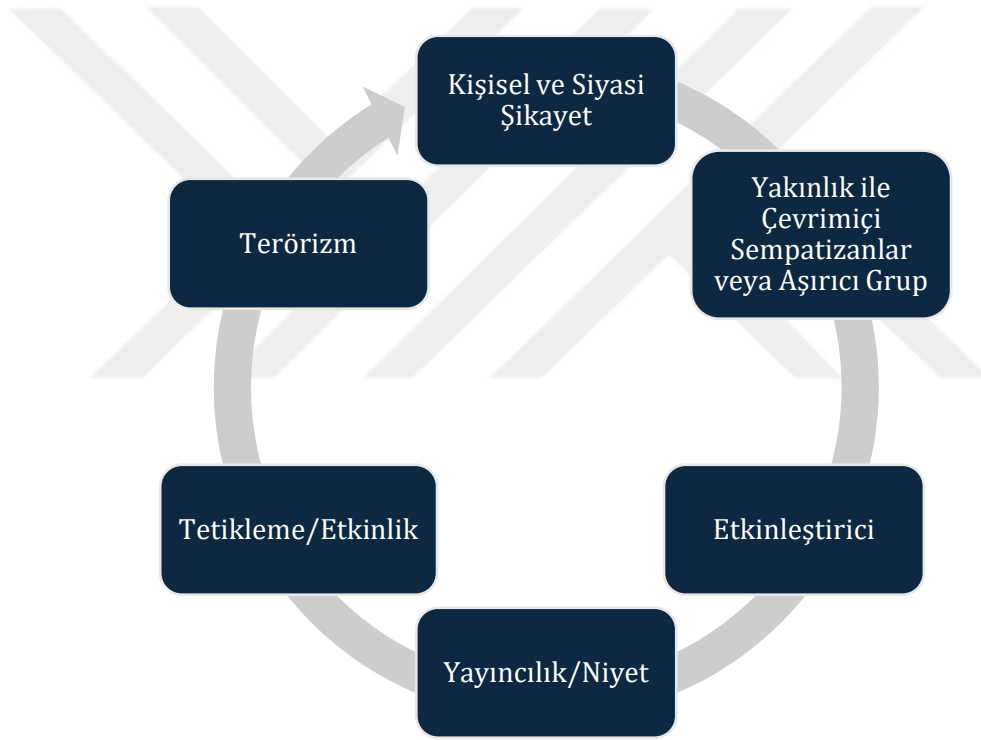 Kişisel ve Siyasi
Şikayet
Yakınlık ile
Çevrimiçi
Sempatizanlar
veya Aşırıcı Grup
Etkinleştirici
Yayıncılık/Niyet
Tetikleme/Etkinlik
Terörizm